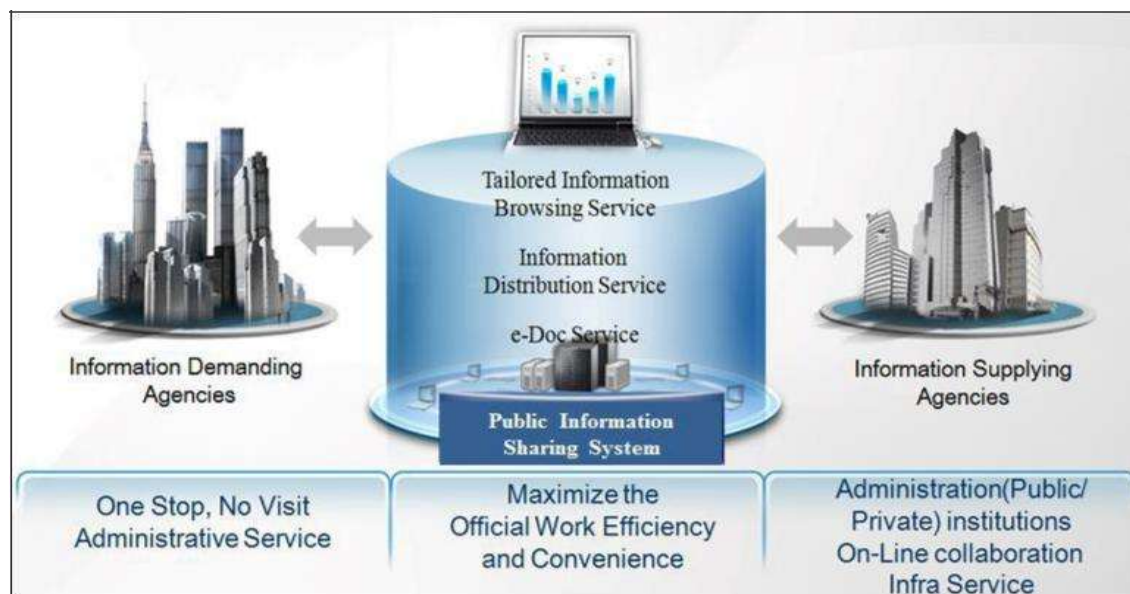 Tailored Information
Browsing Service
Information
Distribution Service
e-Doc Service
Information Demanding
Agencies
Information Supplying
Agencies
Public Information
Sharing System
One Stop, No Visit
Administrative Service
Maximize the
Official Work Efficiency
and Convenience
Administration(Public/
Private) institutions
On-Line collaboration
Infra Service